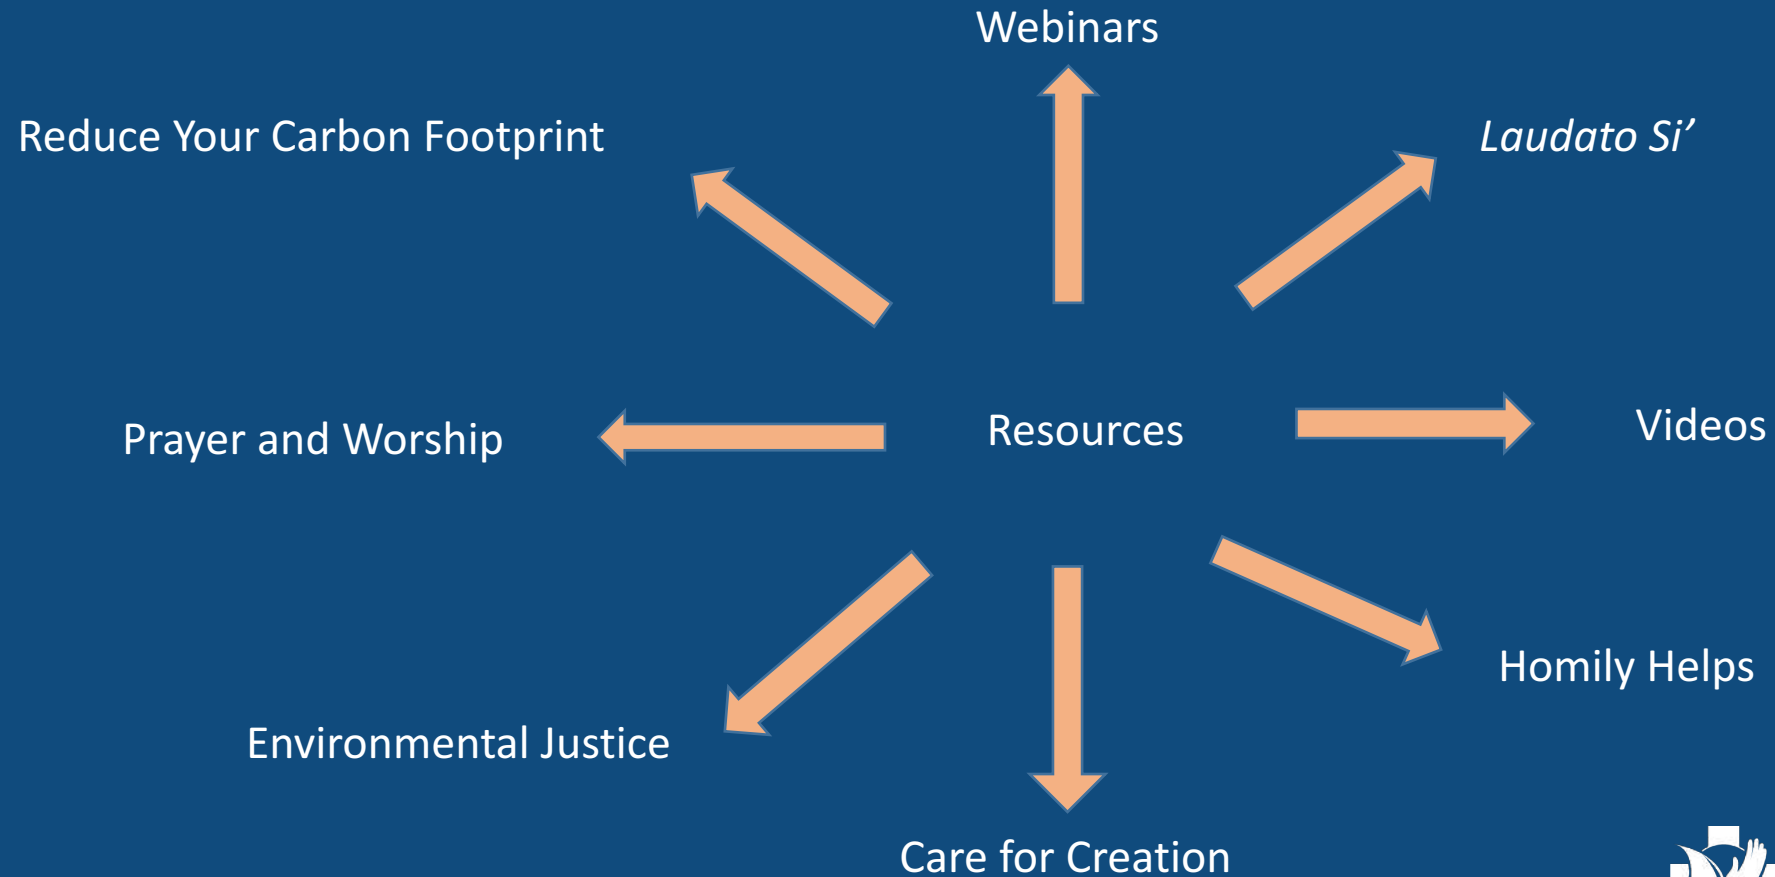 Webinars
Reduce Your Carbon Footprint
Laudato Si’
Prayer and Worship
Resources
Videos
Homily Helps
Environmental Justice
Care for Creation